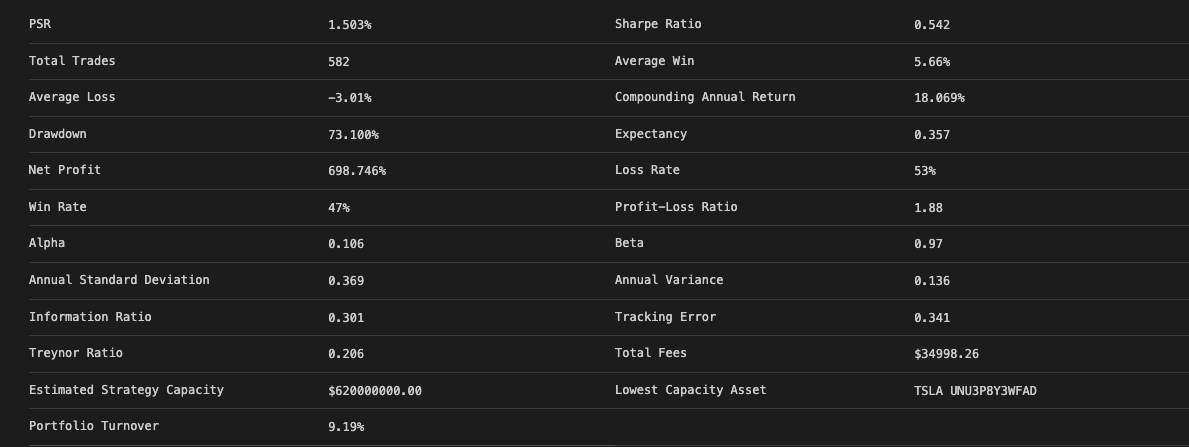 PSR 1.503% Sharpe Ratio 0.542
Total Trades 582 Average Win 5.66%
Average Loss -3.01% Compounding Annual Return 18.069%
Drawdown 73.100% Expectancy 0.357
Net Profit 698.746% Loss Rate 53%
Win Rate 47% Profit-Loss Ratio 1.88
Alpha 0.106 Beta 0.97
Annual Standard Deviation 0.369 Annual Variance 0.136
Information Ratio 0.301 Tracking Error 0.341
Treynor Ratio 0.206 Total Fees $34998.26
Estimated Strategy Capacity $620000000.00 Lowest Capacity Asset TSLA UNU3P8Y3WFAD
Portfolio Turnover 9.19%